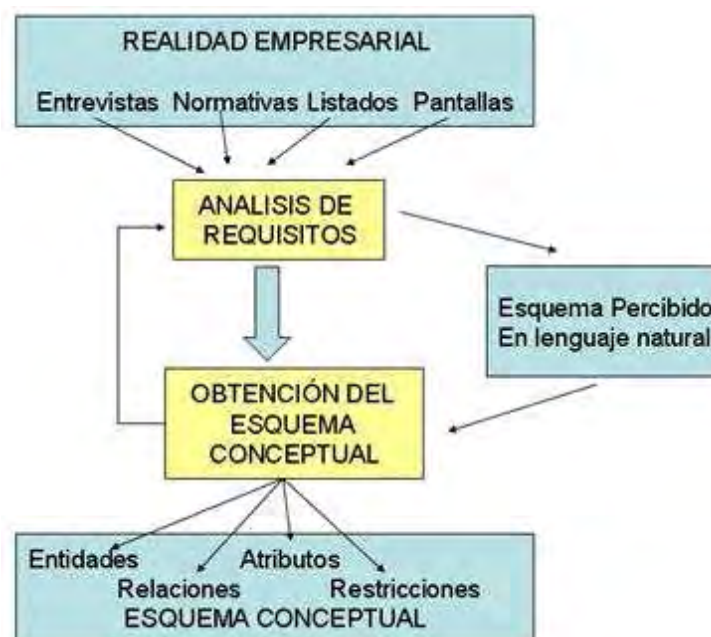 REALIDAD EMPRESARIAL
Entrevistas Normativas Listados Pantallas
ANALISIS DE
REQUISITOS
Esquema Percibido
En lenguaje natural
OBTENCIÓN DEL
ESQUEMA
CONCEPTUAL
Entidades Atributos
Relaciones Restricciones
ESQUEMA CONCEPTUAL